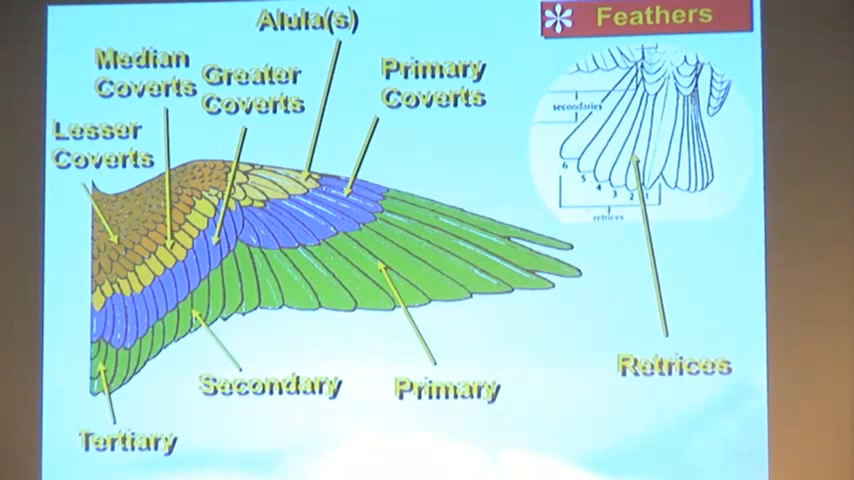 Alula(s)
* Feathers
Median
Coverts
Greater
Coverts
Primary
Coverts
Lesser
Coverts
secondaries
6
5
4
3
2
1
retrices
Retrices
Secondary
Primary
Tertiary